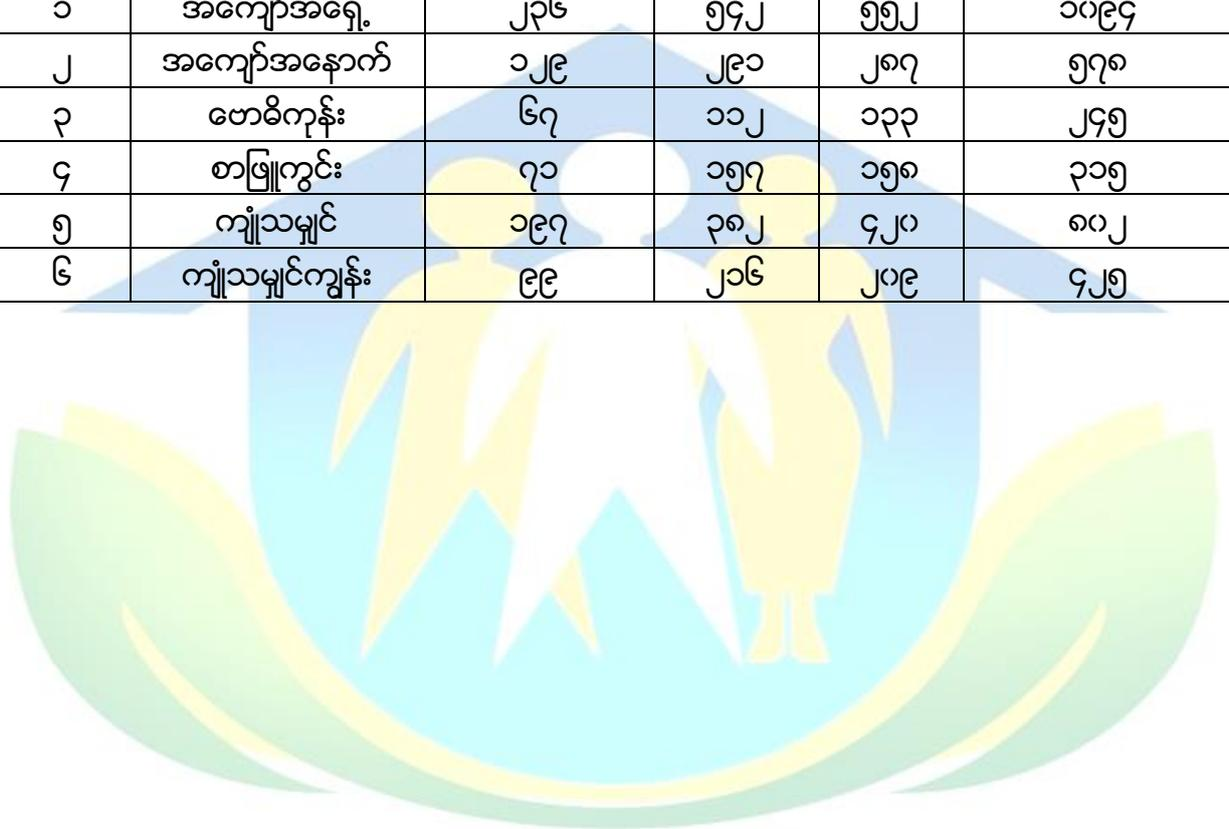 ၁ အကျော်အရှေ့ ၂၃၆ ၅၄၂ ၅၅၂ ၁၀၉၄
၂ အကျော်အနောက် ၁၂၉ ၂၉၁ ၂၈၇ ၅၇၈
၃ ဗောဓိကုန်း ၆၇ ၁၁၂ ၁၃၃ ၂၄၅
၄ စာဖြူကွင်း ၇၁ ၁၅၇ ၁၅၈ ၃၁၅
၅ ကျုံသမျှင် ၁၉၇ ၃၈၂ ၄၂၀ ၈၀၂
၆ ကျုံသမျှင်ကျွန်း ၉၉ ၂၁၆ ၂၀၉ ၄၂၅